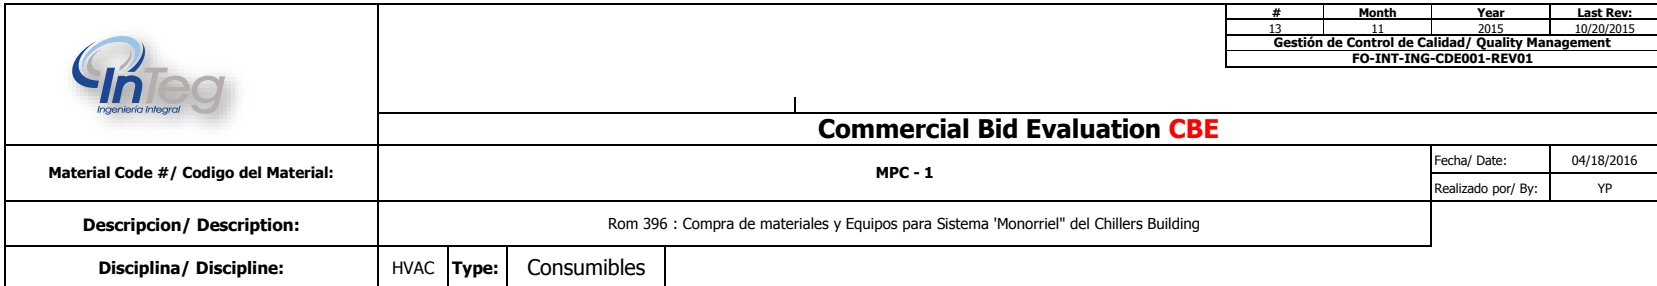 # Month Year Last Rev:
13 11 2015 10/20/2015
Gestión de Control de Calidad/ Quality Management
FO-INT-ING-CDE001-REV01
InTeg
Ingeniería Integral
Commercial Bid Evaluation CBE
Material Code #/ Codigo del Material: MPC - 1
Fecha/ Date: 04/18/2016
Realizado por/ By: YP
Descripcion/ Description: Rom 396 : Compra de materiales y Equipos para Sistema 'Monorriel" del Chillers Building
Disciplina/ Discipline: HVAC Type: Consumibles